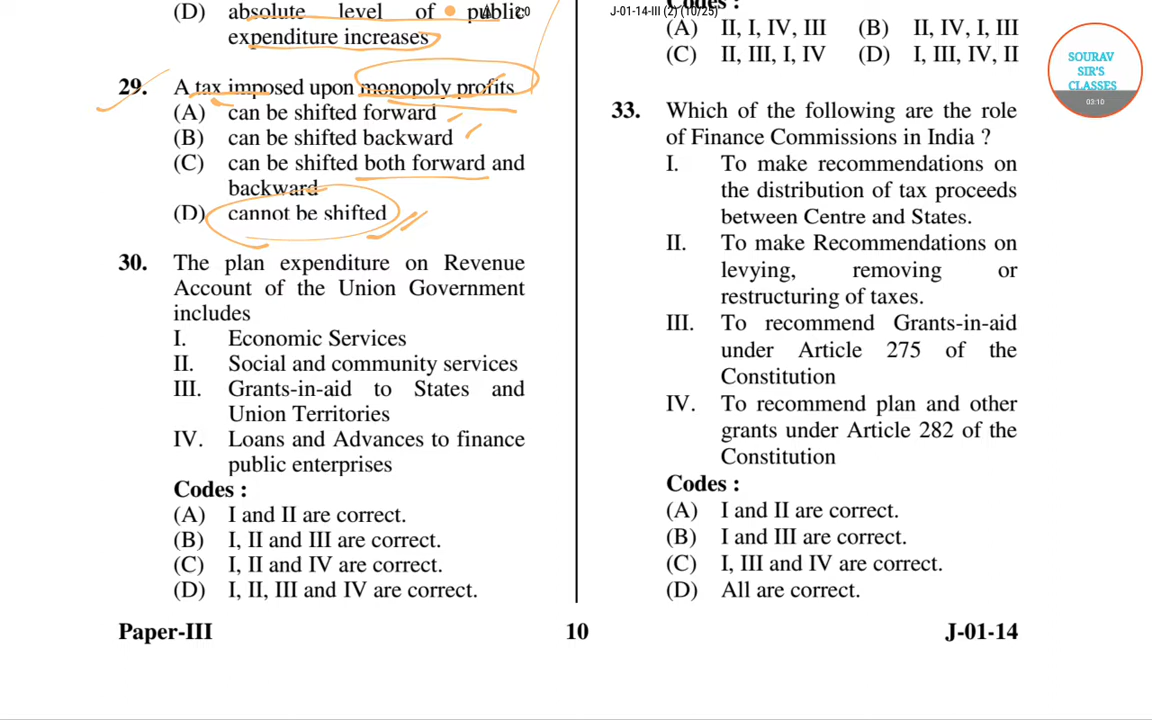 (D) absolute level of public
expenditure increases
29. A tax imposed upon monopoly profits
(A) can be shifted forward
(B) can be shifted backward
(C) can be shifted both forward and
backward
(D) cannot be shifted
30. The plan expenditure on Revenue
Account of the Union Government
includes
I. Economic Services
II. Social and community services
III. Grants-in-aid to States and
Union Territories
IV. Loans and Advances to finance
public enterprises
Codes :
(A) I and II are correct.
(B) I, II and III are correct.
(C) I, II and IV are correct.
(D) I, II, III and IV are correct.
J-01-14-III (2) (10/25)
Codes :
(A) II, I, IV, III (B) II, IV, I, III
(C) II, III, I, IV (D) I, III, IV, II
33. Which of the following are the role
of Finance Commissions in India ?
I. To make recommendations on
the distribution of tax proceeds
between Centre and States.
II. To make Recommendations on
levying, removing or
restructuring of taxes.
III. To recommend Grants-in-aid
under Article 275 of the
Constitution
IV. To recommend plan and other
grants under Article 282 of the
Constitution
Codes :
(A) I and II are correct.
(B) I and III are correct.
(C) I, III and IV are correct.
(D) All are correct.
SOURAV
SIR'S
CLASSES
03:10
Paper-III 10 J-01-14